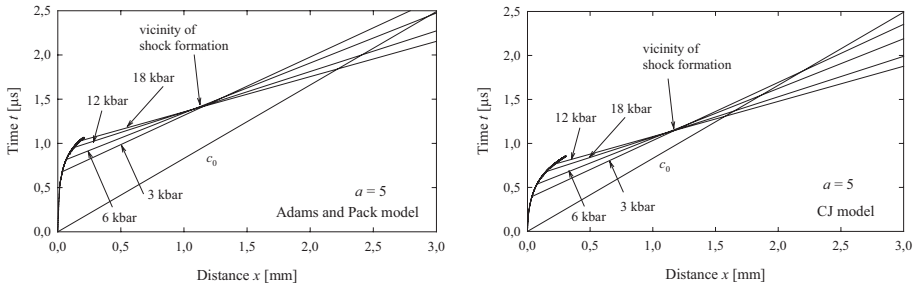 2,5
2,0
1,5
1,0
0,5
0,0
Time t [µs]
vicinity of
shock formation
18 kbar
12 kbar
c₀
3 kbar
6 kbar
a = 5
Adams and Pack model
0,0 0,5 1,0 1,5 2,0 2,5 3,0
Distance x [mm]
2,5
2,0
1,5
1,0
0,5
0,0
Time t [µs]
vicinity of
shock formation
12 kbar
18 kbar
c₀
3 kbar
6 kbar
a = 5
CJ model
0,0 0,5 1,0 1,5 2,0 2,5 3,0
Distance x [mm]